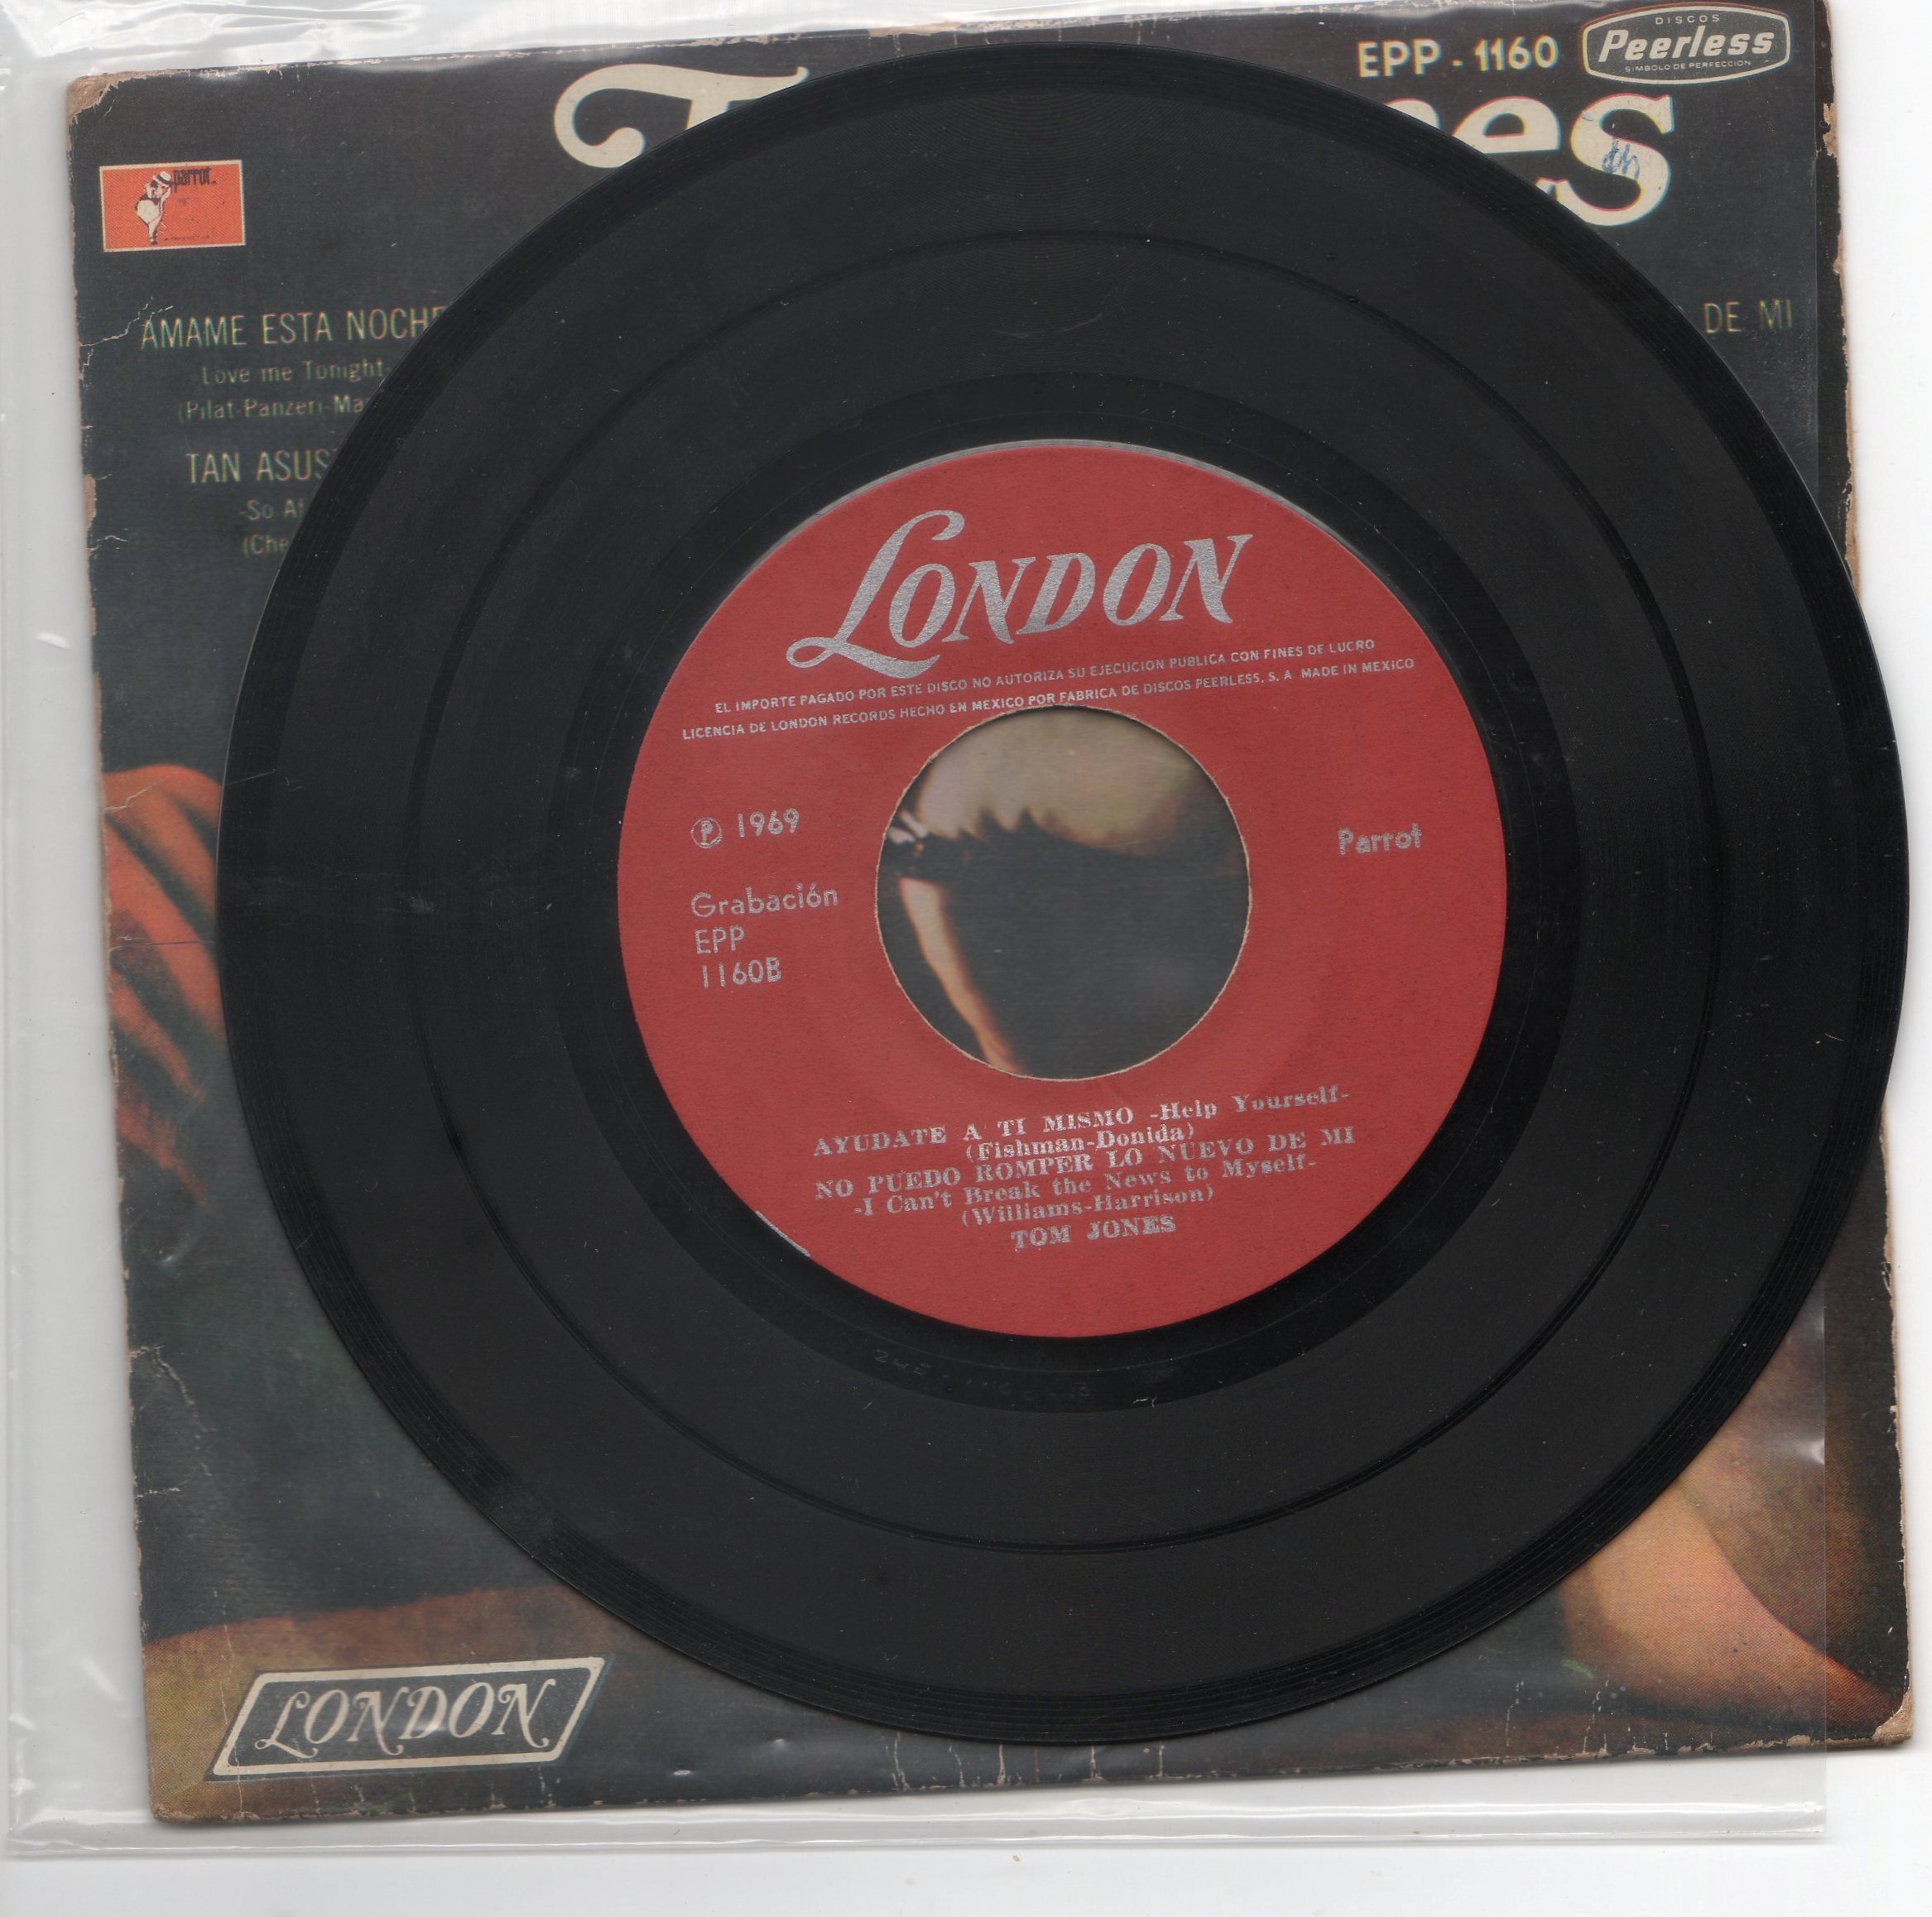 EPP - 1160
DISCOS
Peerless
SIMBOLO DE PERFECCION
parrot
AMAME ESTA NOCHE
Love me Tonight-
(Pilat-Panzeri-
TAN
-So
DE MI
LONDON
EL IMPORTE PAGADO POR ESTE DISCO NO AUTORIZA SU EJECUCION PUBLICA CON FINES DE LUCRO
LICENCIA DE LONDON RECORDS HECHO EN MEXICO POR FABRICA DE DISCOS PEERLESS, S. A MADE IN MEXICO
℗ 1969
Parrot
Grabación
EPP
1160B
AYUDATE A TI MISMO -Help Yourself-
(Fishman-Donida)
NO PUEDO ROMPER LO NUEVO DE MI
-I Can't Break the News to Myself-
(Williams-Harrison)
TOM JONES
LONDON